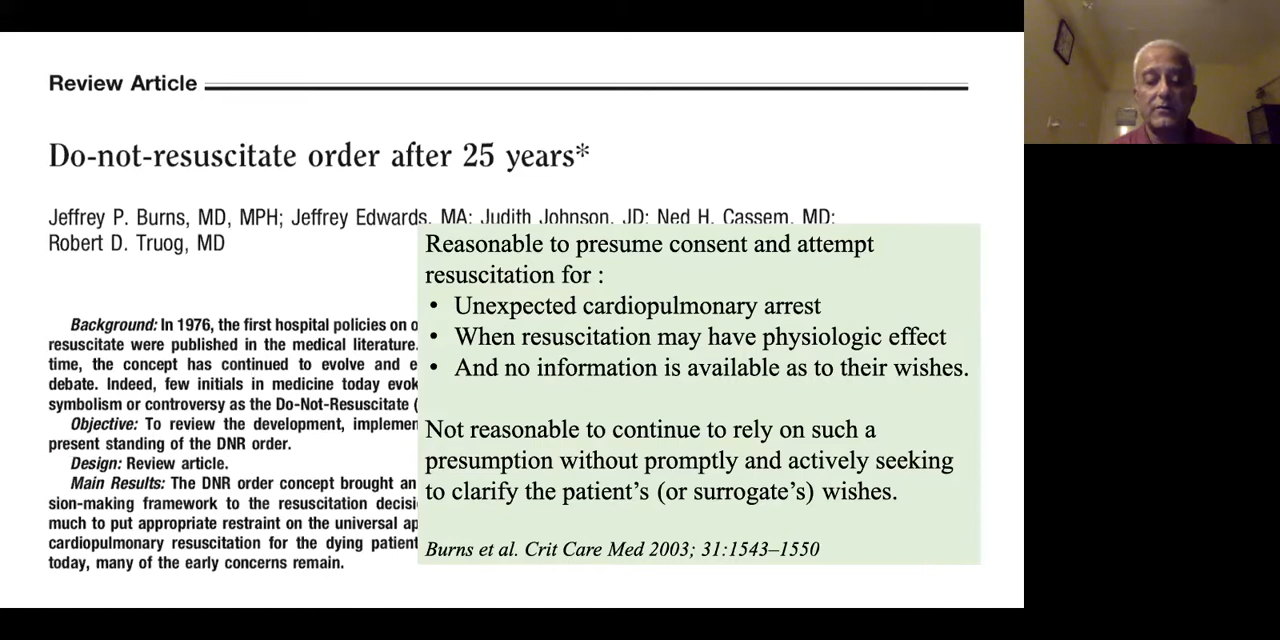 Review Article
Do-not-resuscitate order after 25 years*
Jeffrey P. Burns, MD, MPH; Jeffrey Edwards, MA; Judith Johnson, JD; Ned H. Cassem, MD;
Robert D. Truog, MD
Background: In 1976, the first hospital policies on o
resuscitate were published in the medical literature.
time, the concept has continued to evolve and e
debate. Indeed, few initials in medicine today evok
symbolism or controversy as the Do-Not-Resuscitate (
Objective: To review the development, implemen
present standing of the DNR order.
Design: Review article.
Main Results: The DNR order concept brought an
sion-making framework to the resuscitation decisi
much to put appropriate restraint on the universal ap
cardiopulmonary resuscitation for the dying patient
today, many of the early concerns remain.
Reasonable to presume consent and attempt
resuscitation for :
• Unexpected cardiopulmonary arrest
• When resuscitation may have physiologic effect
• And no information is available as to their wishes.
Not reasonable to continue to rely on such a
presumption without promptly and actively seeking
to clarify the patient's (or surrogate's) wishes.
Burns et al. Crit Care Med 2003; 31:1543–1550